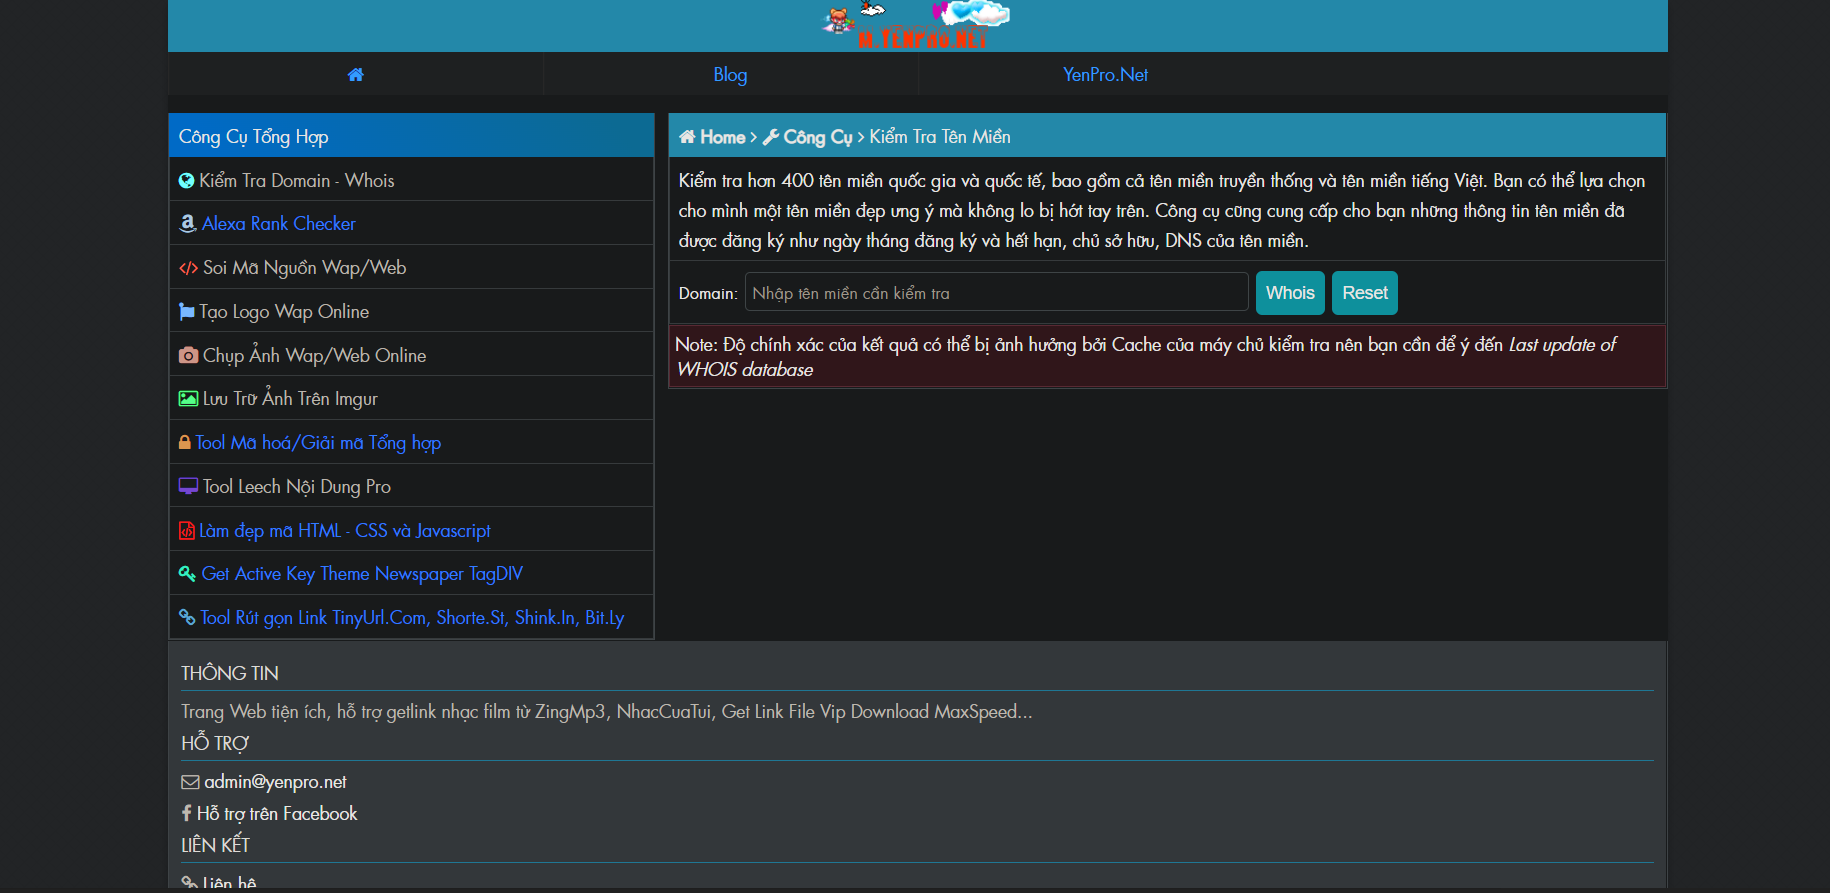 M.YENPRO.NET
Blog
YenPro.Net
Công Cụ Tổng Hợp
Kiểm Tra Domain - Whois
Alexa Rank Checker
Soi Mã Nguồn Wap/Web
Tạo Logo Wap Online
Chụp Ảnh Wap/Web Online
Lưu Trữ Ảnh Trên Imgur
Tool Mã hoá/Giải mã Tổng hợp
Tool Leech Nội Dung Pro
Làm đẹp mã HTML - CSS và Javascript
Get Active Key Theme Newspaper TagDIV
Tool Rút gọn Link TinyUrl.Com, Shorte.St, Shink.In, Bit.Ly
Home › Công Cụ › Kiểm Tra Tên Miền
Kiểm tra hơn 400 tên miền quốc gia và quốc tế, bao gồm cả tên miền truyền thống và tên miền tiếng Việt. Bạn có thể lựa chọn
cho mình một tên miền đẹp ưng ý mà không lo bị hớt tay trên. Công cụ cũng cung cấp cho bạn những thông tin tên miền đã
được đăng ký như ngày tháng đăng ký và hết hạn, chủ sở hữu, DNS của tên miền.
Domain: Nhập tên miền cần kiểm tra Whois Reset
Note: Độ chính xác của kết quả có thể bị ảnh hưởng bởi Cache của máy chủ kiểm tra nên bạn cần để ý đến Last update of
WHOIS database
THÔNG TIN
Trang Web tiện ích, hỗ trợ getlink nhạc film từ ZingMp3, NhacCuaTui, Get Link File Vip Download MaxSpeed...
HỖ TRỢ
admin@yenpro.net
Hỗ trợ trên Facebook
LIÊN KẾT
Liên hệ